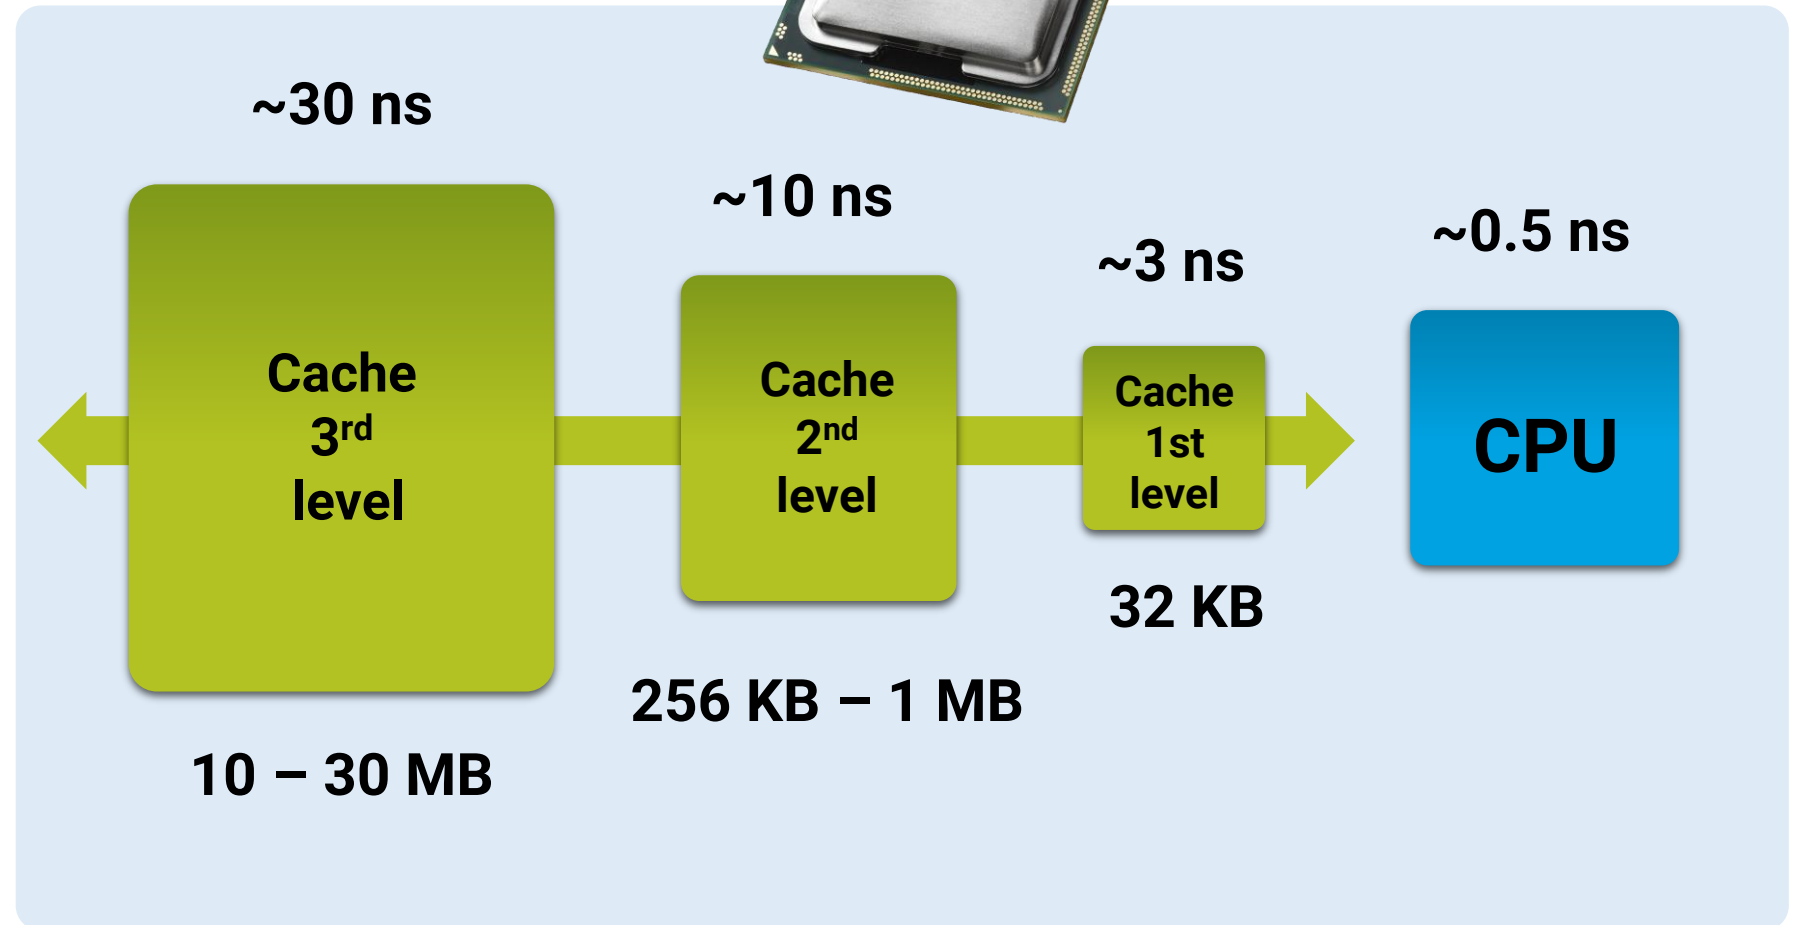 ~30 ns
Cache
3rd
level
10 – 30 MB
~10 ns
Cache
2nd
level
256 KB – 1 MB
~3 ns
Cache
1st
level
32 KB
~0.5 ns
CPU